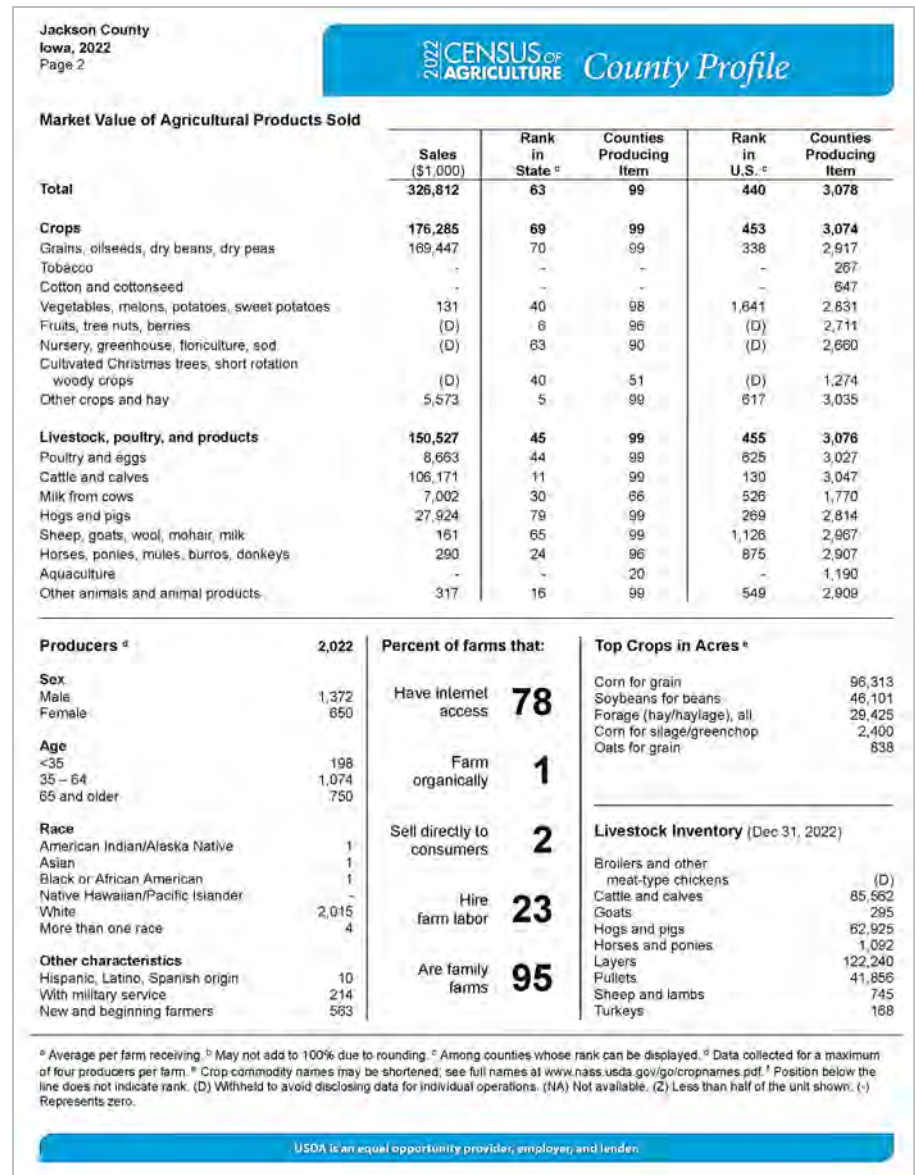 Jackson County
Iowa, 2022
Page 2
2022 CENSUS OF AGRICULTURE County Profile
Market Value of Agricultural Products Sold
Sales ($1,000) Rank in State c Counties Producing Item Rank in U.S. c Counties Producing Item
Total 326,812 63 99 440 3,078
Crops 176,285 69 99 453 3,074
Grains, oilseeds, dry beans, dry peas 169,447 70 99 338 2,917
Tobacco - - - - 267
Cotton and cottonseed - - - - 647
Vegetables, melons, potatoes, sweet potatoes 131 40 98 1,641 2,831
Fruits, tree nuts, berries (D) 6 96 (D) 2,711
Nursery, greenhouse, floriculture, sod (D) 63 90 (D) 2,660
Cultivated Christmas trees, short rotation
woody crops (D) 40 51 (D) 1,274
Other crops and hay 5,573 5 99 617 3,035
Livestock, poultry, and products 150,527 45 99 455 3,076
Poultry and eggs 8,663 44 99 625 3,027
Cattle and calves 106,171 11 99 130 3,047
Milk from cows 7,002 30 66 526 1,770
Hogs and pigs 27,924 79 99 269 2,814
Sheep, goats, wool, mohair, milk 161 65 99 1,126 2,967
Horses, ponies, mules, burros, donkeys 290 24 96 875 2,907
Aquaculture - - 20 - 1,190
Other animals and animal products 317 16 99 549 2,909
Producers d 2,022
Sex
Male 1,372
Female 650
Age
<35 198
35 – 64 1,074
65 and older 750
Race
American Indian/Alaska Native 1
Asian 1
Black or African American 1
Native Hawaiian/Pacific Islander -
White 2,015
More than one race 4
Other characteristics
Hispanic, Latino, Spanish origin 10
With military service 214
New and beginning farmers 563
Percent of farms that:
Have internet
access 78
Farm
organically 1
Sell directly to
consumers 2
Hire
farm labor 23
Are family
farms 95
Top Crops in Acres e
Corn for grain 96,313
Soybeans for beans 46,101
Forage (hay/haylage), all 29,425
Corn for silage/greenchop 2,400
Oats for grain 638
Livestock Inventory (Dec 31, 2022)
Broilers and other
meat-type chickens (D)
Cattle and calves 85,562
Goats 295
Hogs and pigs 62,925
Horses and ponies 1,092
Layers 122,240
Pullets 41,856
Sheep and lambs 745
Turkeys 168
a Average per farm receiving. b May not add to 100% due to rounding. c Among counties whose rank can be displayed. d Data collected for a maximum
of four producers per farm. e Crop commodity names may be shortened; see full names at www.nass.usda.gov/go/cropnames.pdf. f Position below the
line does not indicate rank. (D) Withheld to avoid disclosing data for individual operations. (NA) Not available. (Z) Less than half of the unit shown. (-)
Represents zero.
USDA is an equal opportunity provider, employer, and lender.